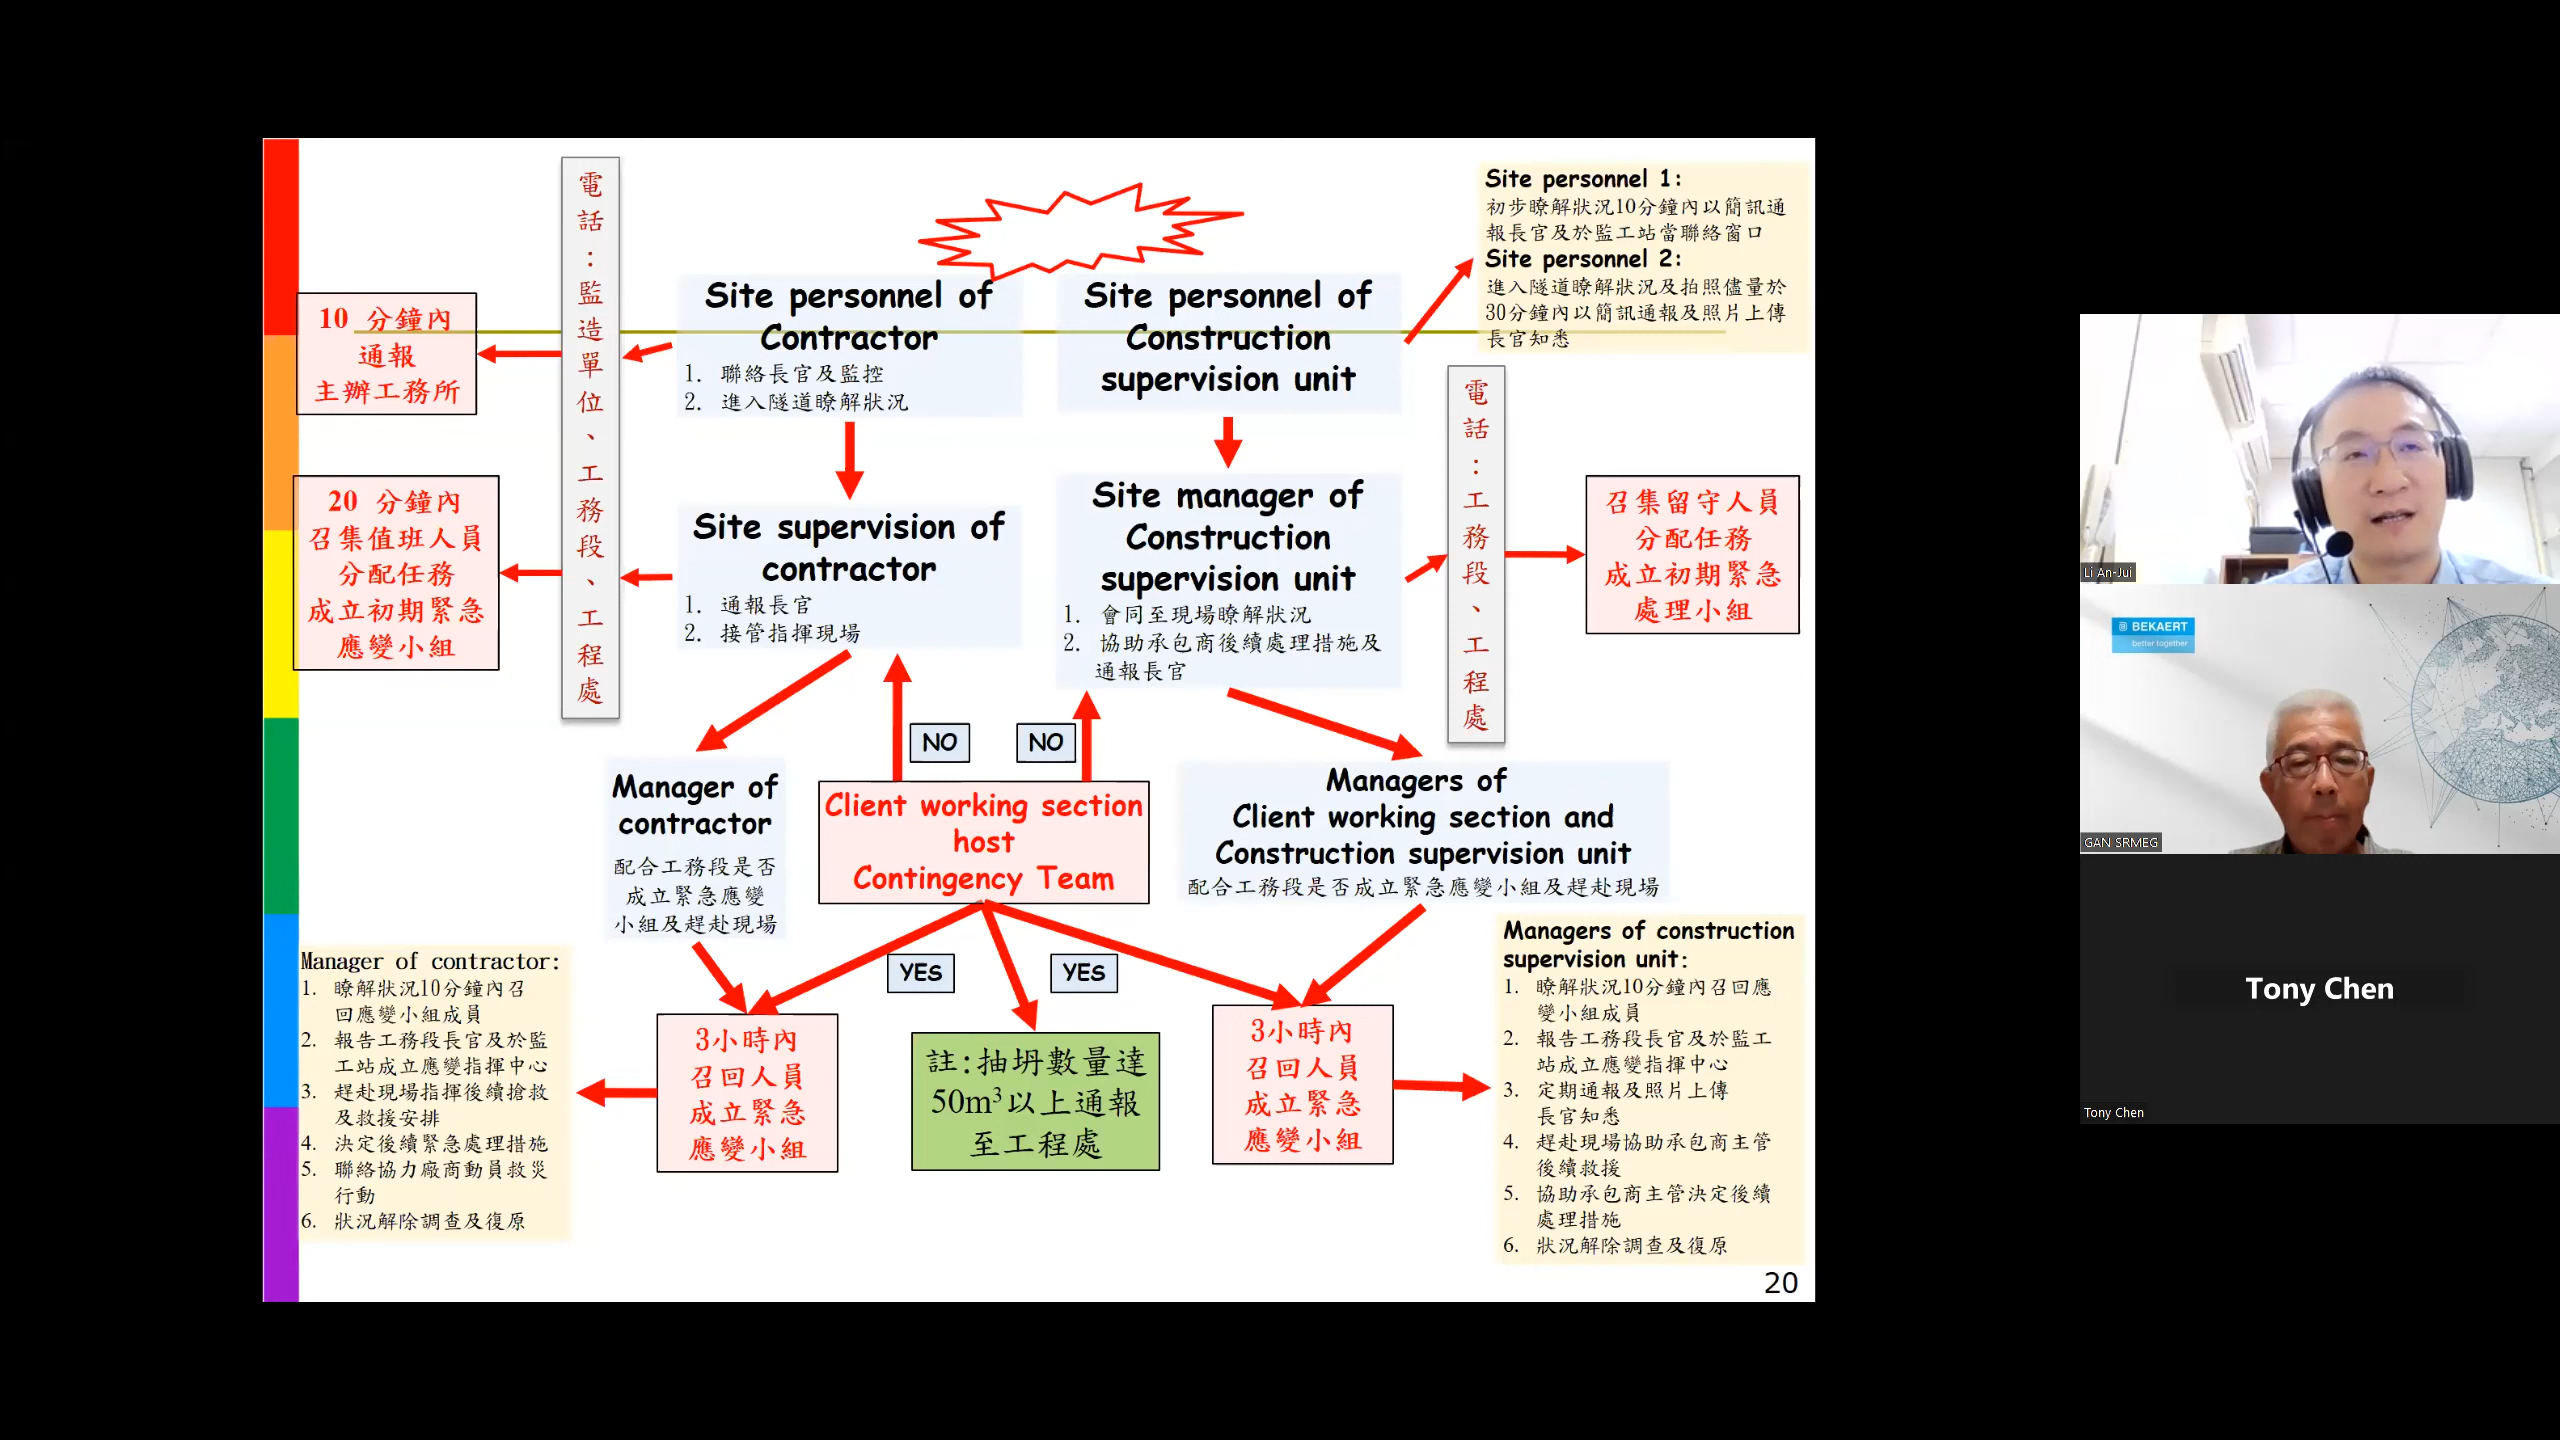 電話：監造單位、工務段、工程處
10 分鐘內
通報
主辦工務所
20 分鐘內
召集值班人員
分配任務
成立初期緊急
應變小組
Site personnel of
Contractor
1. 聯絡長官及監控
2. 進入隧道瞭解狀況
Site personnel of
Construction
supervision unit
Site personnel 1:
初步瞭解狀況10分鐘內以簡訊通
報長官及於監工站當聯絡窗口
Site personnel 2:
進入隧道瞭解狀況及拍照儘量於
30分鐘內以簡訊通報及照片上傳
長官知悉
電話：工務段、工程處
Site supervision of
contractor
1. 通報長官
2. 接管指揮現場
Site manager of
Construction
supervision unit
1. 會同至現場瞭解狀況
2. 協助承包商後續處理措施及
通報長官
召集留守人員
分配任務
成立初期緊急
處理小組
NO
NO
Manager of
contractor
配合工務段是否
成立緊急應變
小組及趕赴現場
Client working section
host
Contingency Team
Managers of
Client working section and
Construction supervision unit
配合工務段是否成立緊急應變小組及趕赴現場
YES
YES
Manager of contractor:
1. 瞭解狀況10分鐘內召
回應變小組成員
2. 報告工務段長官及於監
工站成立應變指揮中心
3. 趕赴現場指揮後續搶救
及救援安排
4. 決定後續緊急處理措施
5. 聯絡協力廠商動員救災
行動
6. 狀況解除調查及復原
3小時內
召回人員
成立緊急
應變小組
註:抽坍數量達
50m³以上通報
至工程處
3小時內
召回人員
成立緊急
應變小組
Managers of construction
supervision unit:
1. 瞭解狀況10分鐘內召回應
變小組成員
2. 報告工務段長官及於監工
站成立應變指揮中心
3. 定期通報及照片上傳
長官知悉
4. 趕赴現場協助承包商主管
後續救援
5. 協助承包商主管決定後續
處理措施
6. 狀況解除調查及復原
20
Li An-Jui
BEKAERT
better together
GAN SRMEG
Tony Chen
Tony Chen